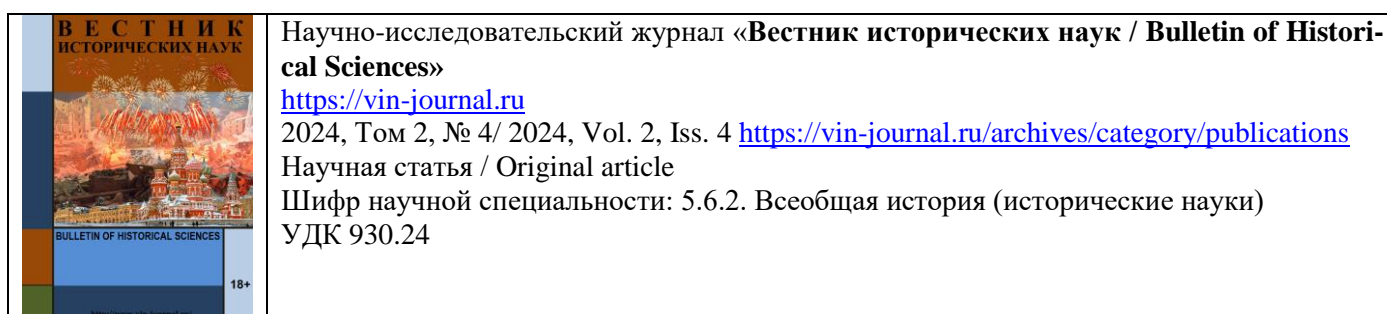 ВЕСТНИК
ИСТОРИЧЕСКИХ НАУК
BULLETIN OF HISTORICAL SCIENCES
18+
Научно-исследовательский журнал «Вестник исторических наук / Bulletin of Histori-
cal Sciences»
https://vin-journal.ru
2024, Том 2, № 4/ 2024, Vol. 2, Iss. 4 https://vin-journal.ru/archives/category/publications
Научная статья / Original article
Шифр научной специальности: 5.6.2. Всеобщая история (исторические науки)
УДК 930.24